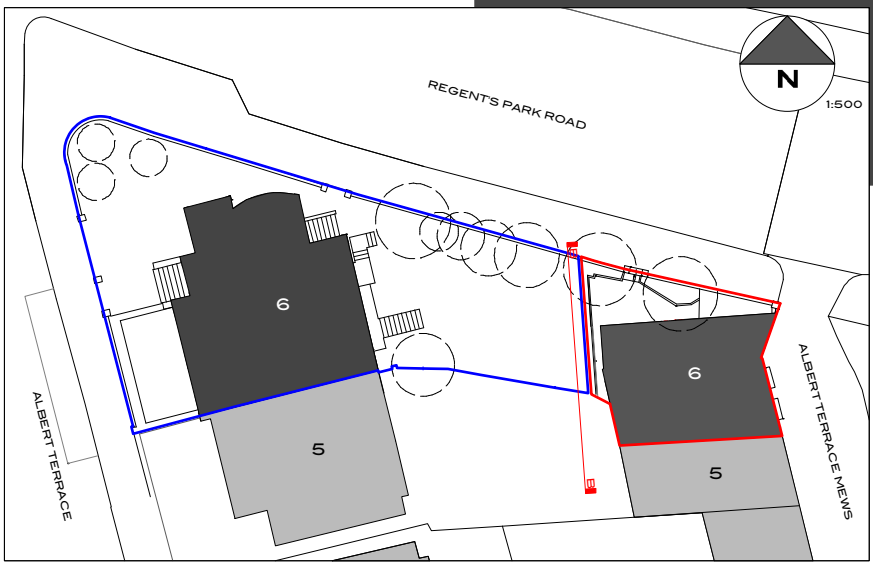 REGENT'S PARK ROAD
N
1:500
B
6
6
5
5
B
ALBERT TERRACE
ALBERT TERRACE MEWS